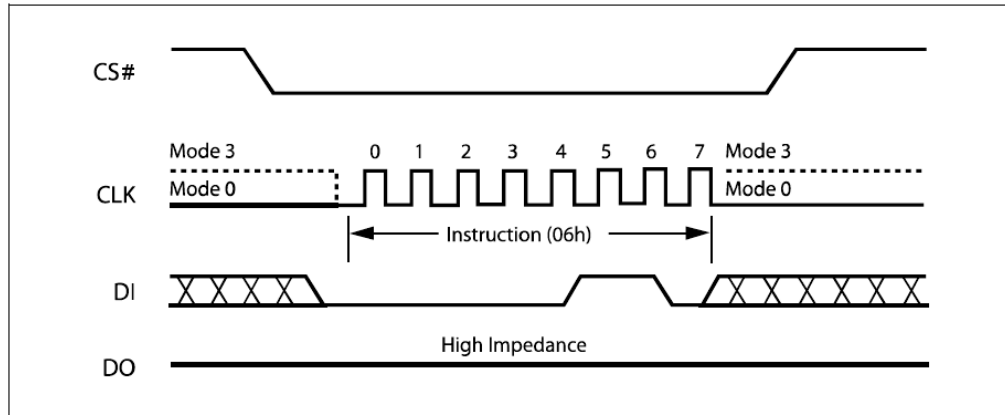 CS#
Mode 3
0 1 2 3 4 5 6 7
Mode 3
CLK
Mode 0
Mode 0
Instruction (06h)
DI
High Impedance
DO